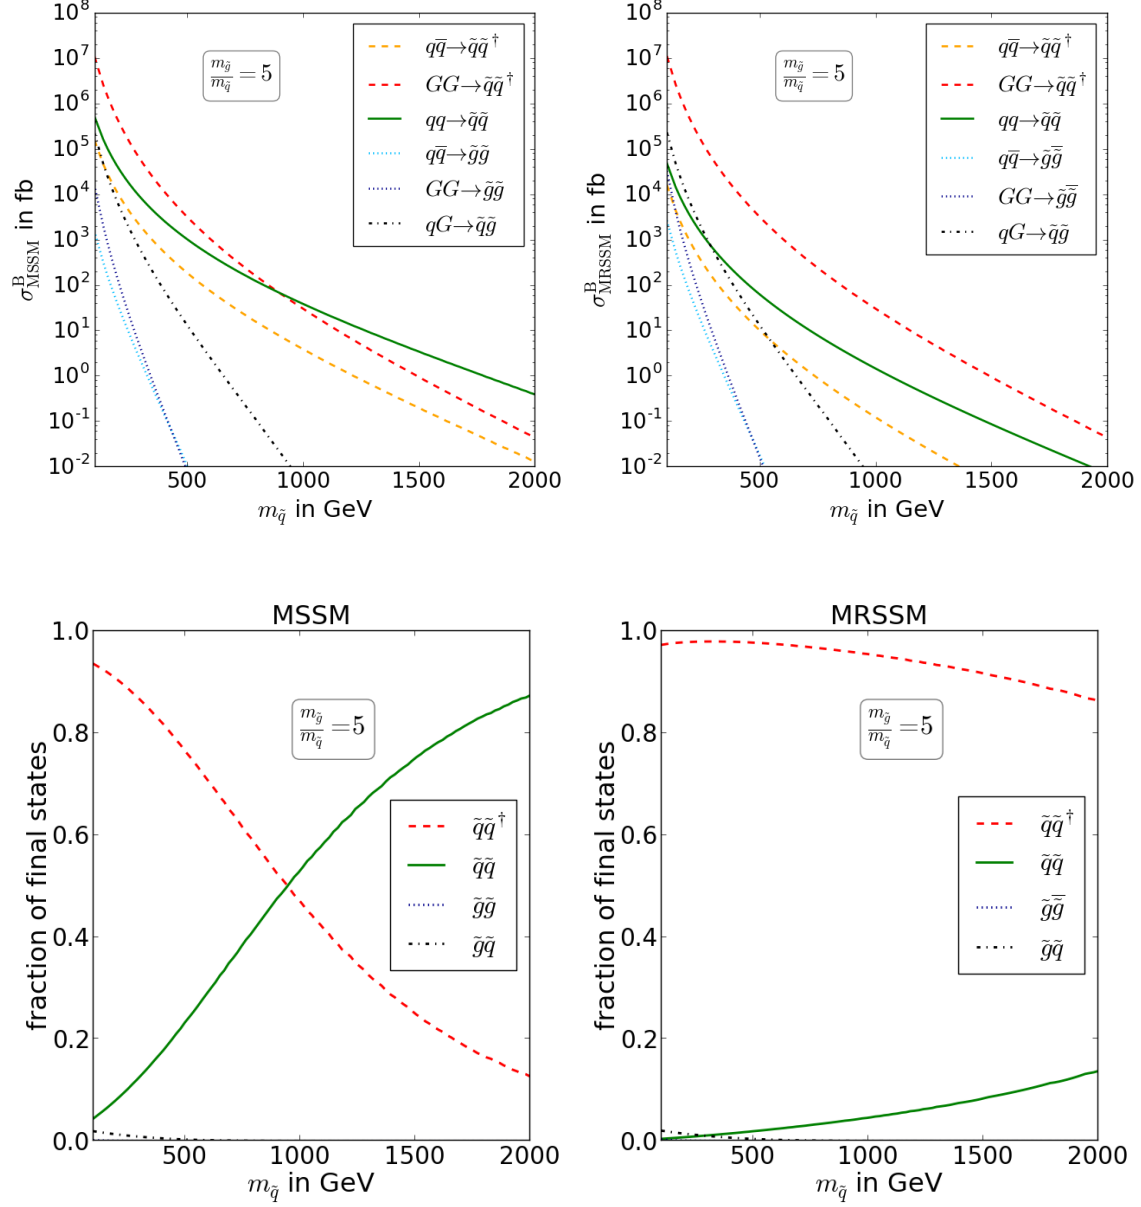 10^8
10^7
10^6
10^5
10^4
10^3
10^2
10^1
10^0
10^-1
10^-2
σ^B_MSSM in fb
m_g̃/m_q̃ = 5
qq̅→q̃q̃†
GG→q̃q̃†
qq→q̃q̃
qq̅→g̃g̃
GG→g̃g̃
qG→q̃g̃
500 1000 1500 2000
m_q̃ in GeV
10^8
10^7
10^6
10^5
10^4
10^3
10^2
10^1
10^0
10^-1
10^-2
σ^B_MRSSM in fb
m_g̃/m_q̃ = 5
qq̅→q̃q̃†
GG→q̃q̃†
qq→q̃q̃
qq̅→g̃g̃̅
GG→g̃g̃̅
qG→q̃g̃
500 1000 1500 2000
m_q̃ in GeV
MSSM
1.0
0.8
0.6
0.4
0.2
0.0
fraction of final states
m_g̃/m_q̃ = 5
q̃q̃†
q̃q̃
g̃g̃
g̃q̃
500 1000 1500 2000
m_q̃ in GeV
MRSSM
1.0
0.8
0.6
0.4
0.2
0.0
fraction of final states
m_g̃/m_q̃ = 5
q̃q̃†
q̃q̃
g̃g̃̅
g̃q̃
500 1000 1500 2000
m_q̃ in GeV